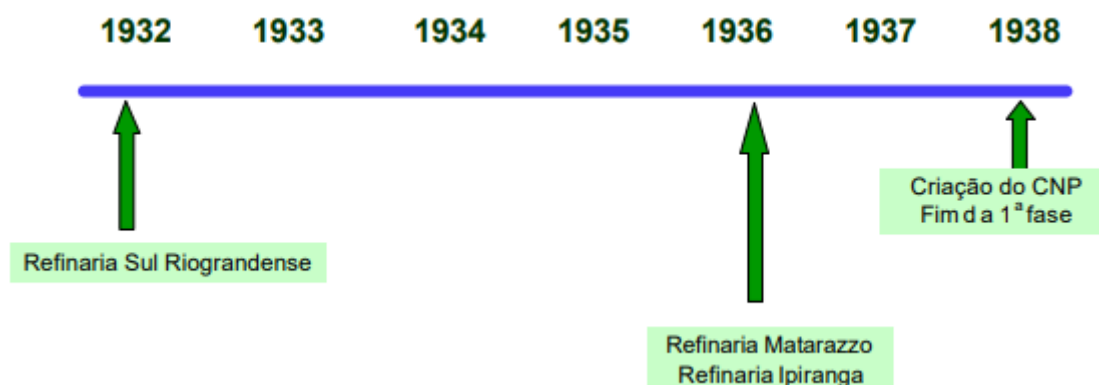 1932 1933 1934 1935 1936 1937 1938
Criação do CNP
Fim d a 1ª fase
Refinaria Sul Riograndense
Refinaria Matarazzo
Refinaria Ipiranga